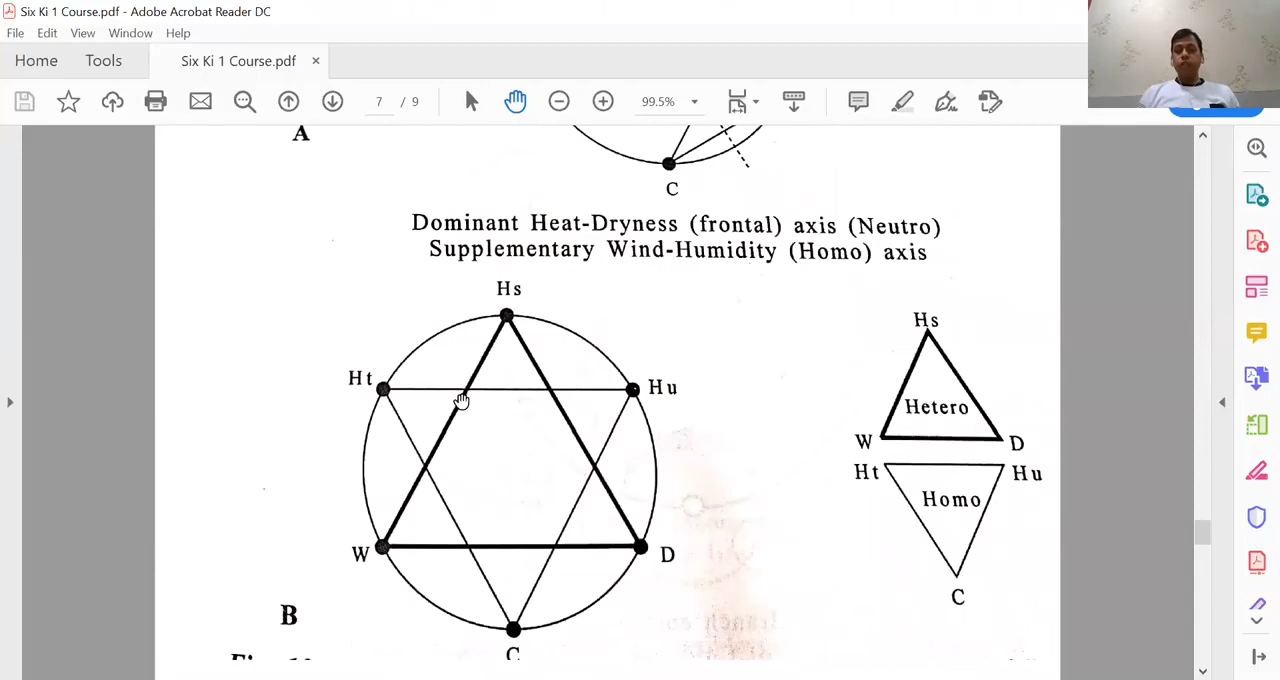 Six Ki 1 Course.pdf - Adobe Acrobat Reader DC
File Edit View Window Help
Home Tools Six Ki 1 Course.pdf ×
7 / 9 99.5%
A
C
Dominant Heat-Dryness (frontal) axis (Neutro)
Supplementary Wind-Humidity (Homo) axis
Hs
Ht Hu
W D
B
C
Hs
Hetero
W D
Ht Hu
Homo
C